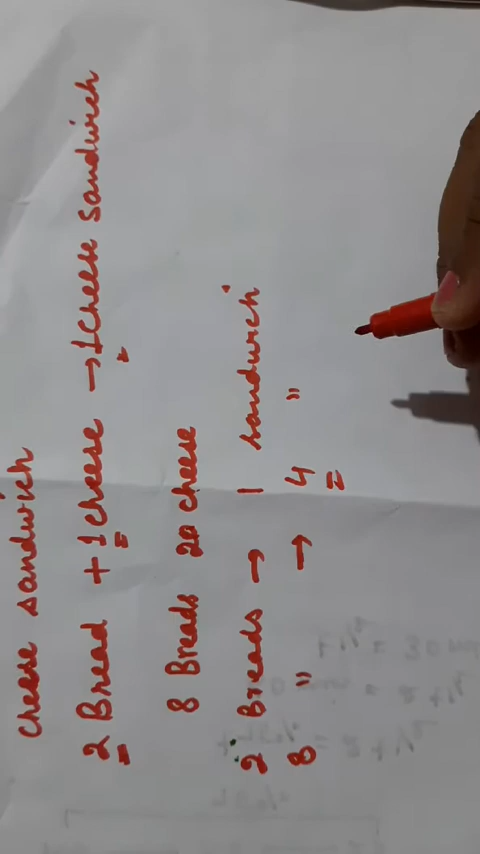 cheese sandwich
2 Bread + 1 cheese → 1 cheese sandwich
8 Breads 20 cheese
2 Breads → 1 sandwich
8 " → 4 "